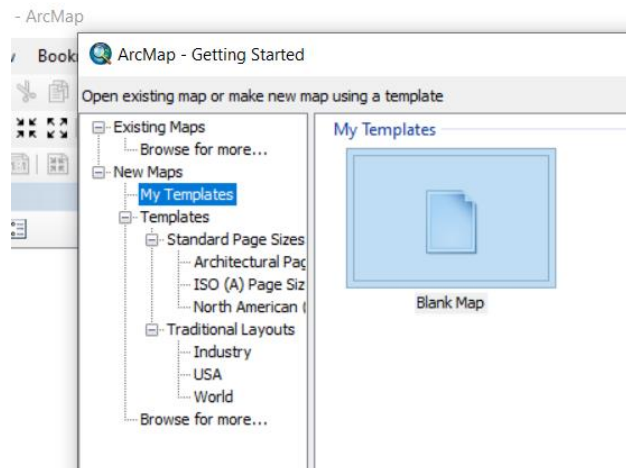 - ArcMap
Book
ArcMap - Getting Started
Open existing map or make new map using a template
Existing Maps
Browse for more...
New Maps
My Templates
Templates
Standard Page Sizes
Architectural Pag
ISO (A) Page Siz
North American (
Traditional Layouts
Industry
USA
World
Browse for more...
My Templates
Blank Map